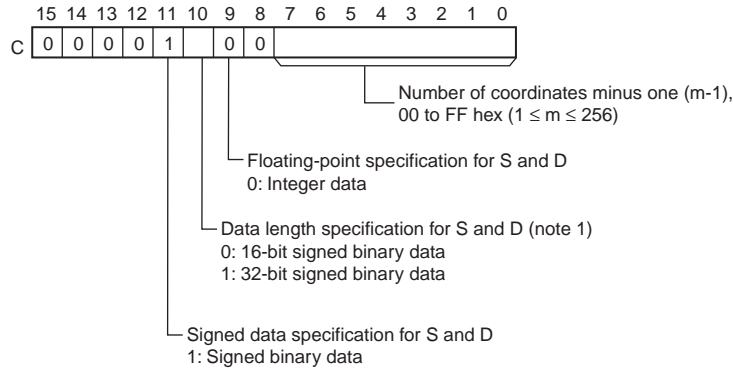 15 14 13 12 11 10 9 8 7 6 5 4 3 2 1 0
C 0 0 0 0 1 0 0
Number of coordinates minus one (m-1),
00 to FF hex (1 ≤ m ≤ 256)
Floating-point specification for S and D
0: Integer data
Data length specification for S and D (note 1)
0: 16-bit signed binary data
1: 32-bit signed binary data
Signed data specification for S and D
1: Signed binary data